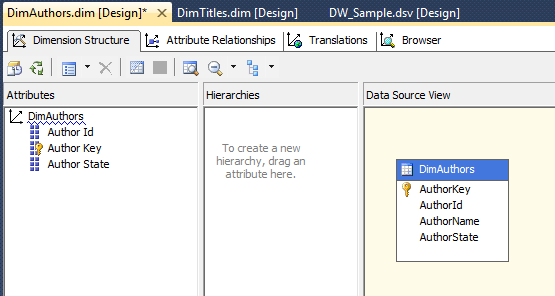 DimAuthors.dim [Design]* DimTitles.dim [Design] DW_Sample.dsv [Design]
Dimension Structure Attribute Relationships Translations Browser
Attributes
DimAuthors
Author Id
Author Key
Author State
Hierarchies
To create a new
hierarchy, drag an
attribute here.
Data Source View
DimAuthors
AuthorKey
AuthorId
AuthorName
AuthorState